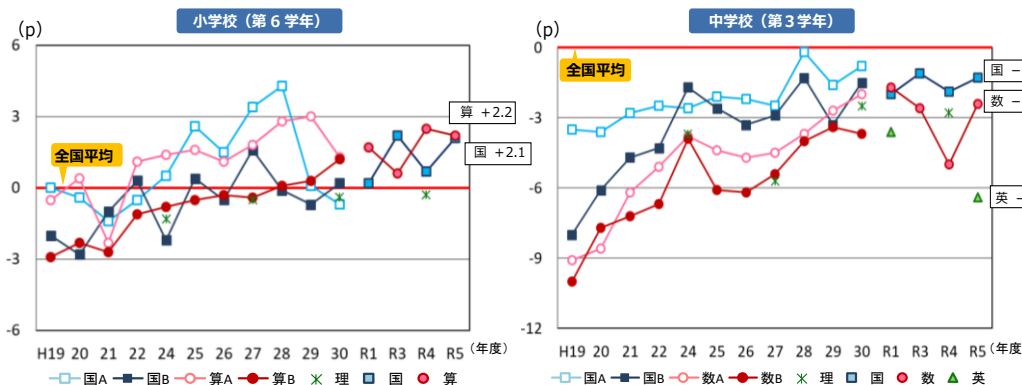 小学校（第６学年）
（p）
6
3
0
-3
-6
全国平均
算 +2.2
国 +2.1
H19 20 21 22 24 25 26 27 28 29 30 R1 R3 R4 R5 （年度）
国A 国B 算A 算B 理 国 算
中学校（第３学年）
（p）
0
-3
-6
-9
-12
全国平均
国 −
数 −
英 −
H19 20 21 22 24 25 26 27 28 29 30 R1 R3 R4 R5 （年度）
国A 国B 数A 数B 理 国 数 英